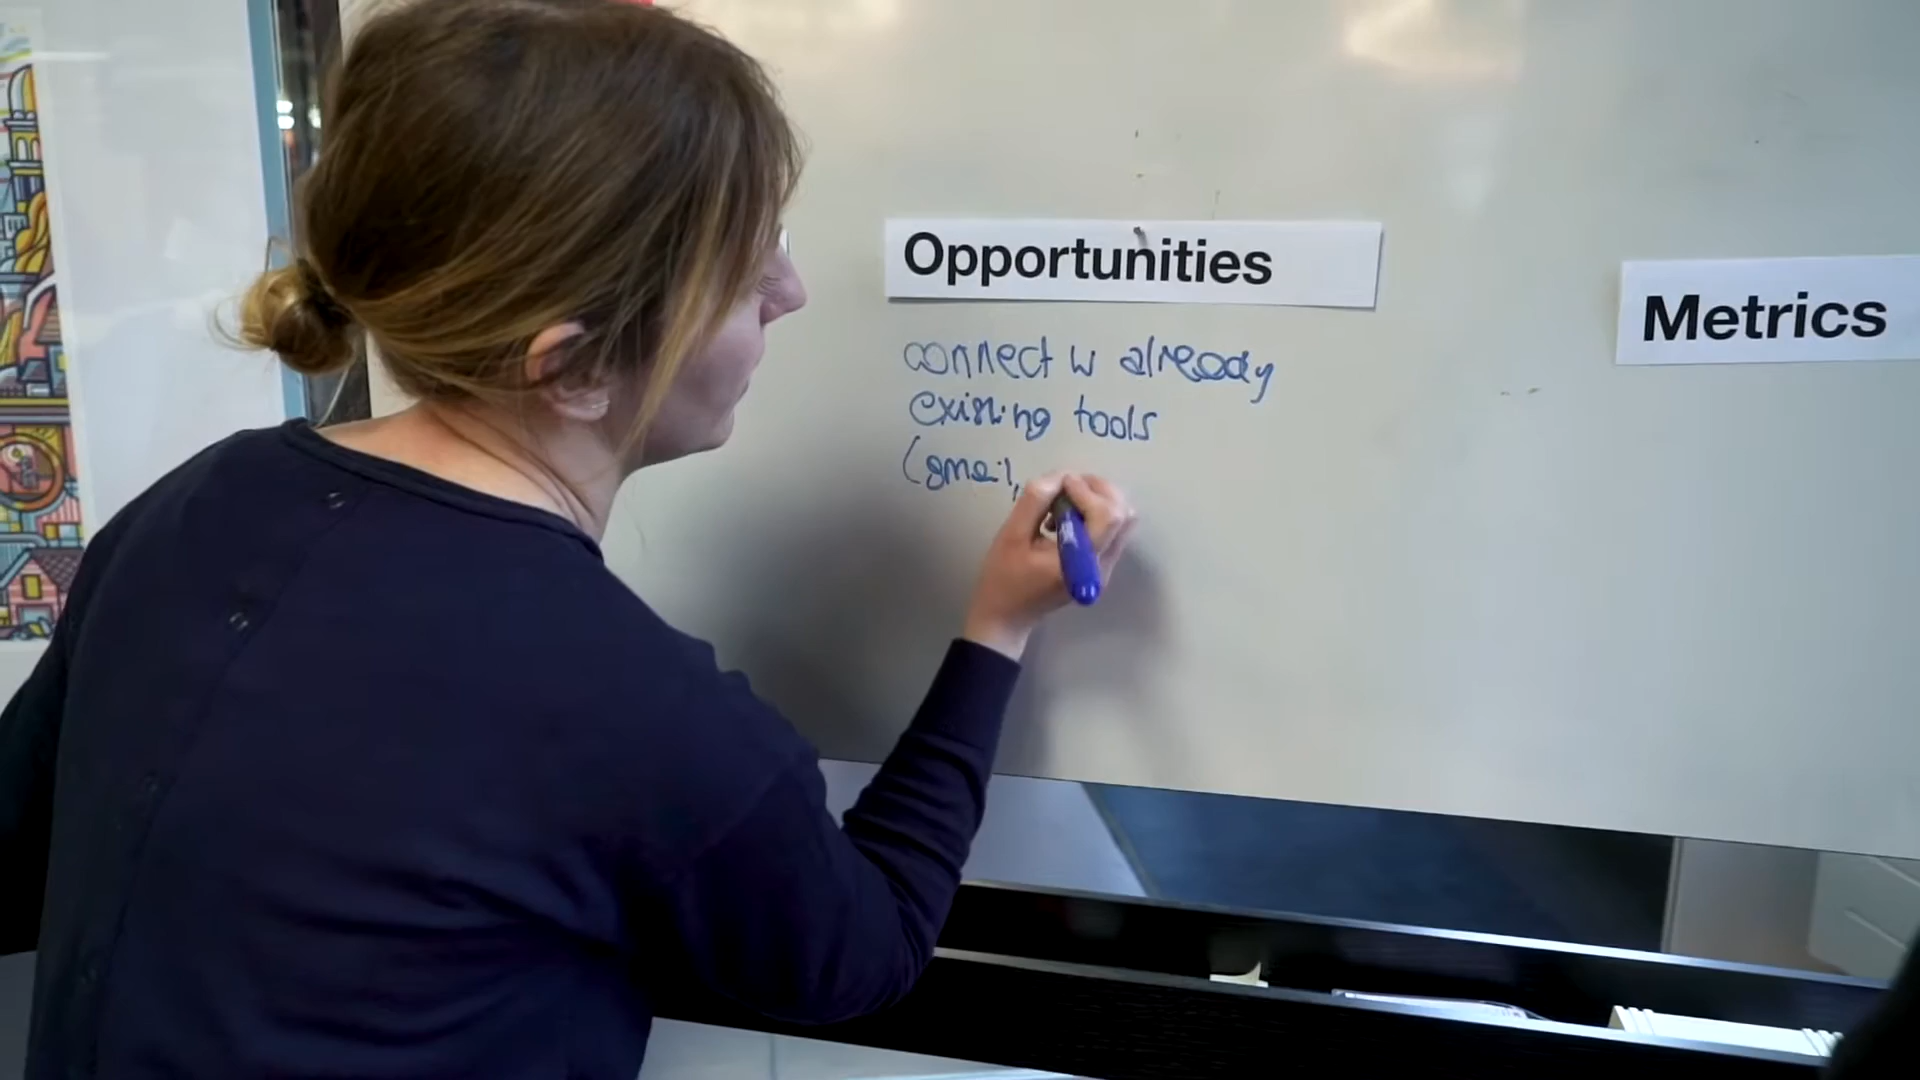 Opportunities
Metrics
connect w already
existing tools
(gmail,